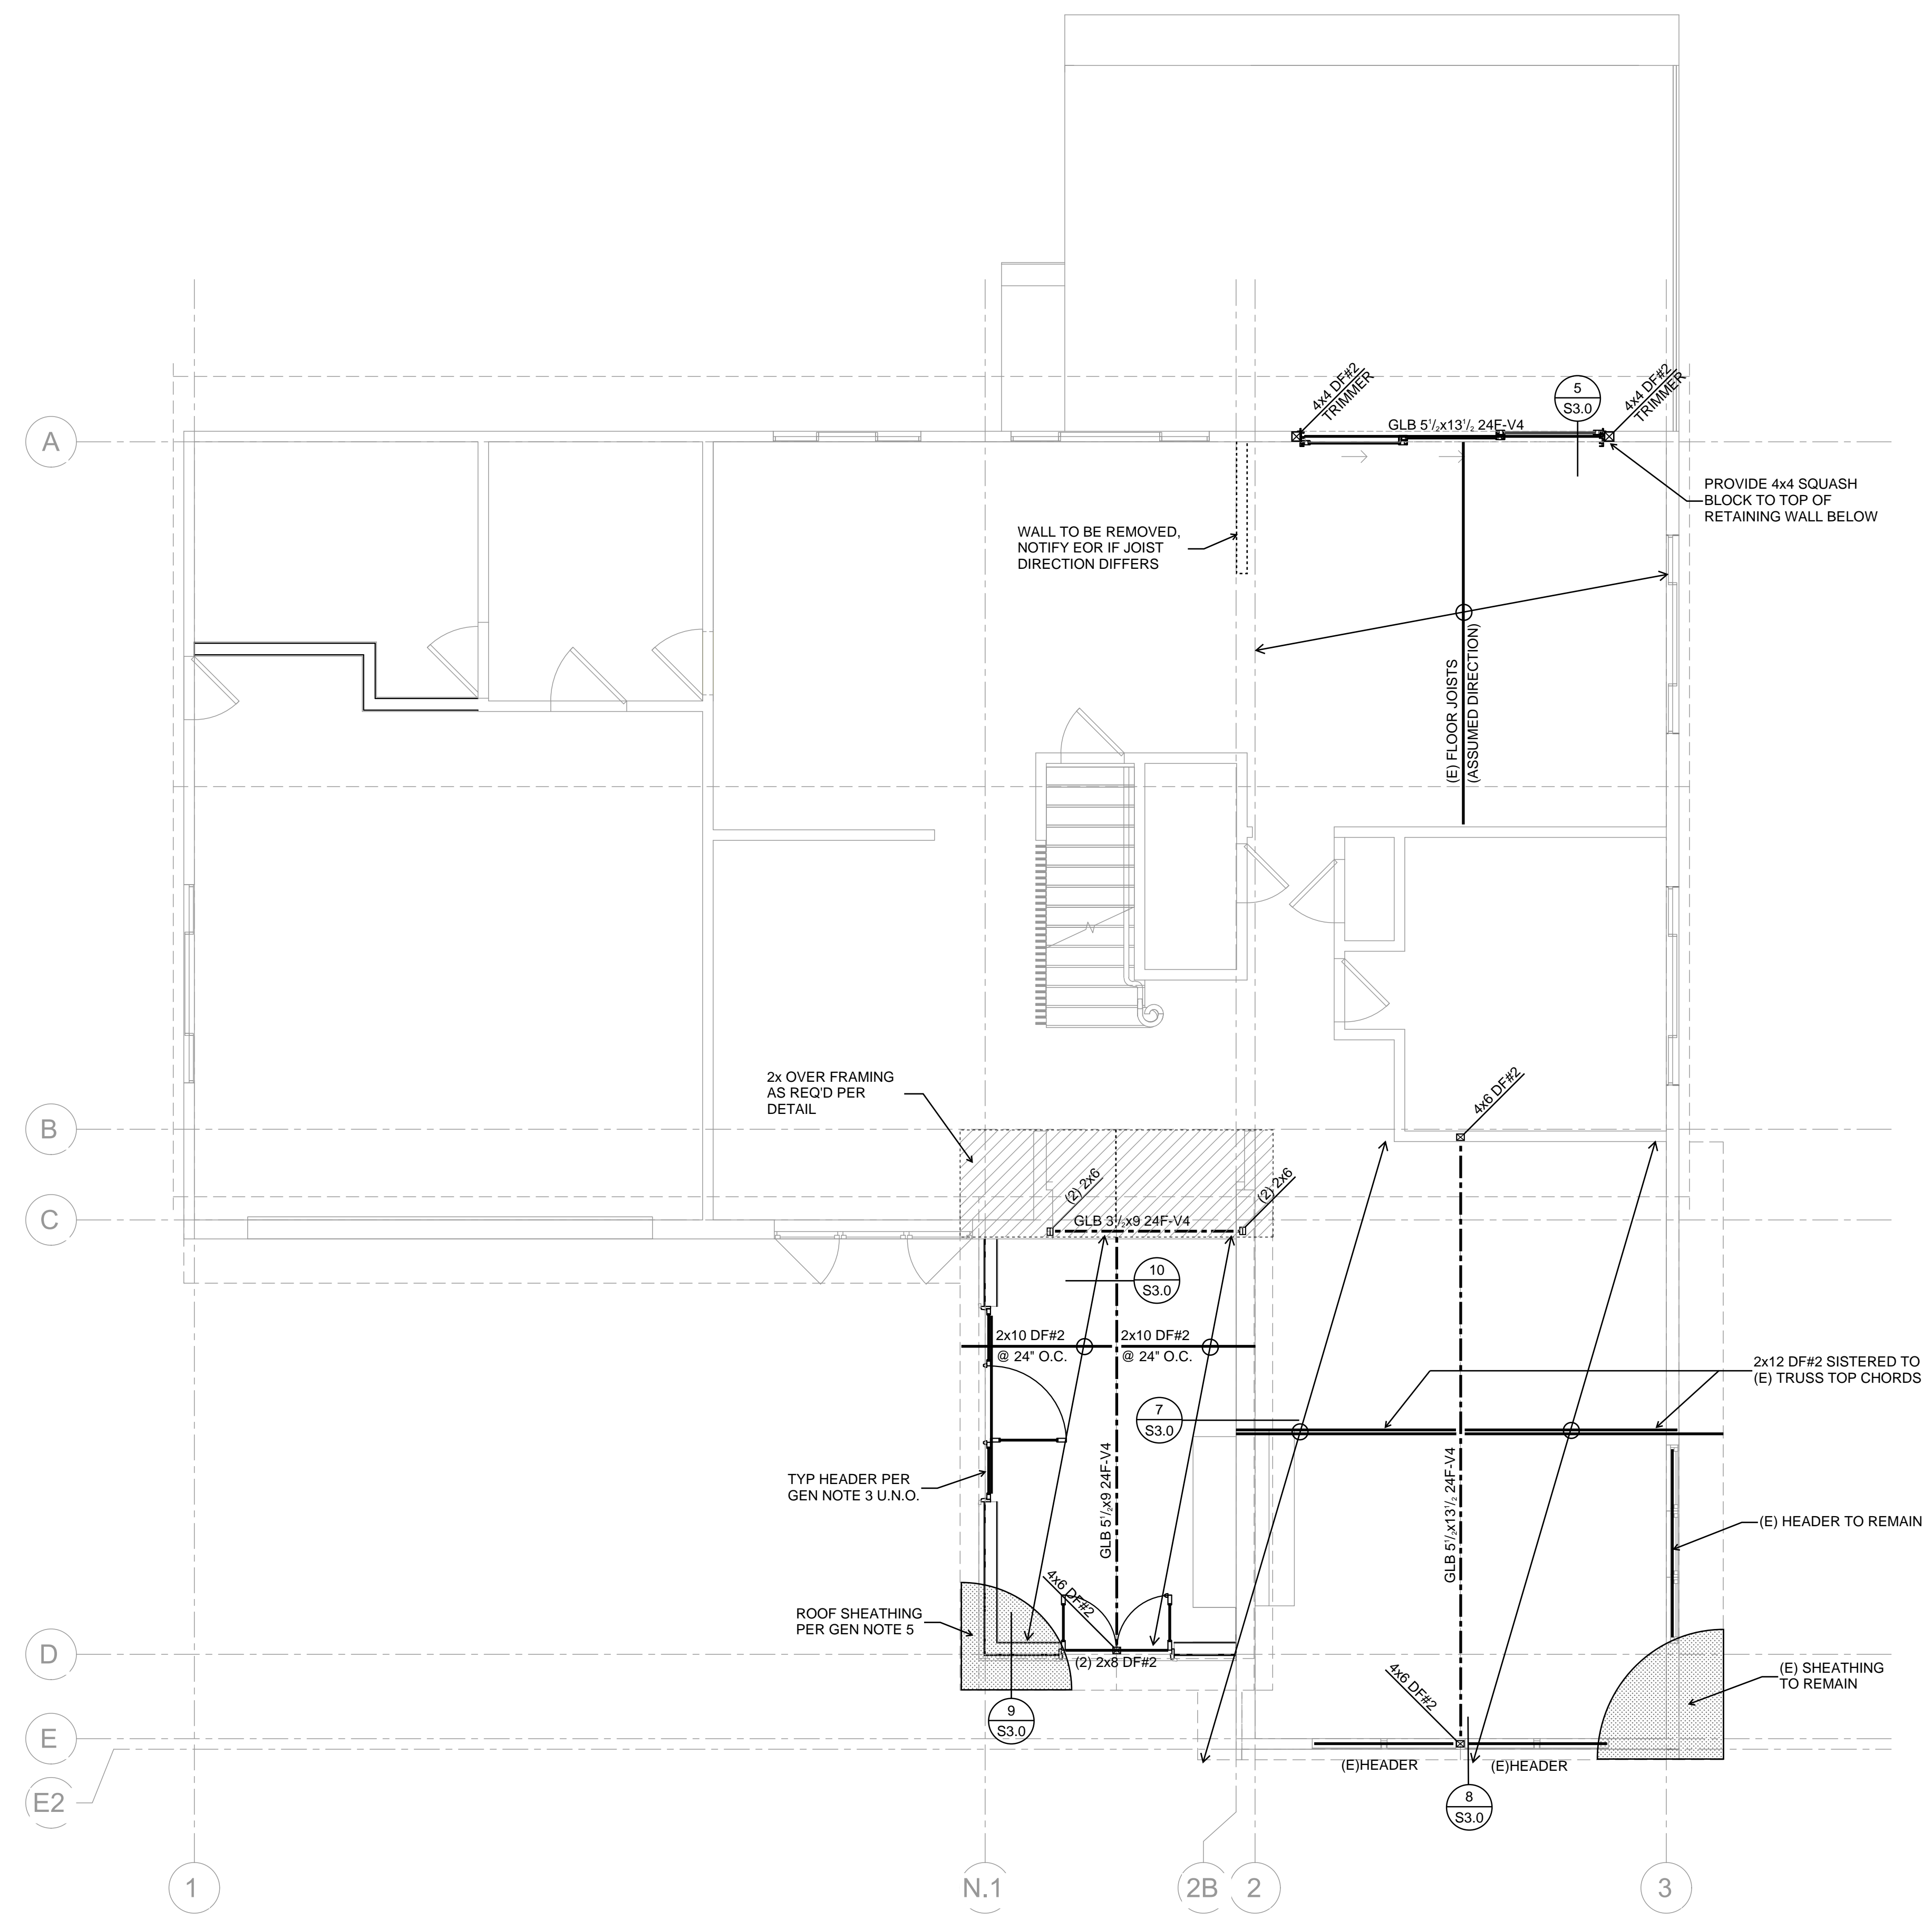 4x4 DF#2
TRIMMER
5
S3.0
4x4 DF#2
TRIMMER
A
GLB 5¹/₂x13¹/₂ 24F-V4
PROVIDE 4x4 SQUASH
BLOCK TO TOP OF
RETAINING WALL BELOW
WALL TO BE REMOVED,
NOTIFY EOR IF JOIST
DIRECTION DIFFERS
(E) FLOOR JOISTS
(ASSUMED DIRECTION)
2x OVER FRAMING
AS REQ'D PER
DETAIL
4x6 DF#2
B
(2) 2x6
(2) 2x6
C
GLB 3¹/₂x9 24F-V4
10
S3.0
2x10 DF#2
@ 24" O.C.
2x10 DF#2
@ 24" O.C.
2x12 DF#2 SISTERED TO
(E) TRUSS TOP CHORDS
7
S3.0
TYP HEADER PER
GEN NOTE 3 U.N.O.
GLB 5¹/₂x9 24F-V4
GLB 5¹/₂x13¹/₂ 24F-V4
(E) HEADER TO REMAIN
4x6 DF#2
ROOF SHEATHING
PER GEN NOTE 5
D
(2) 2x8 DF#2
4x6 DF#2
(E) SHEATHING
TO REMAIN
9
S3.0
E
(E)HEADER
(E)HEADER
E2
8
S3.0
1
N.1
2B
2
3